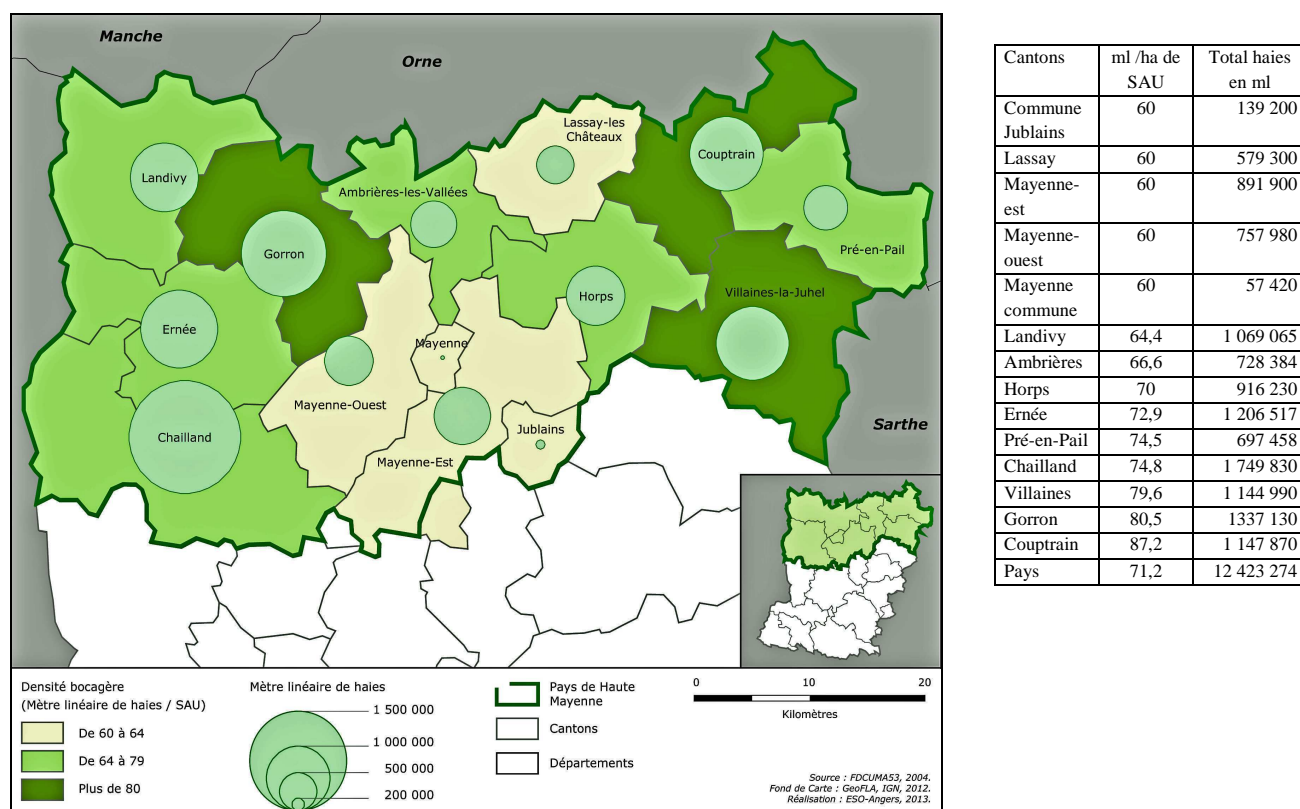 Manche
Orne
Sarthe
Landivy
Gorron
Ambrières-les-Vallées
Lassay-les
Châteaux
Couptrain
Pré-en-Pail
Horps
Villaines-la-Juhel
Ernée
Mayenne
Mayenne-Ouest
Chailland
Jublains
Mayenne-Est
Densité bocagère
(Mètre linéaire de haies / SAU)
De 60 à 64
De 64 à 79
Plus de 80
Mètre linéaire de haies
1 500 000
1 000 000
500 000
200 000
Pays de Haute
Mayenne
Cantons
Départements
0 10 20
Kilomètres
Source : FDCUMA53, 2004.
Fond de Carte : GeoFLA, IGN, 2012.
Réalisation : ESO-Angers, 2013.
Cantons ml /ha de Total haies
SAU en ml
Commune 60 139 200
Jublains
Lassay 60 579 300
Mayenne- 60 891 900
est
Mayenne- 60 757 980
ouest
Mayenne 60 57 420
commune
Landivy 64,4 1 069 065
Ambrières 66,6 728 384
Horps 70 916 230
Ernée 72,9 1 206 517
Pré-en-Pail 74,5 697 458
Chailland 74,8 1 749 830
Villaines 79,6 1 144 990
Gorron 80,5 1337 130
Couptrain 87,2 1 147 870
Pays 71,2 12 423 274